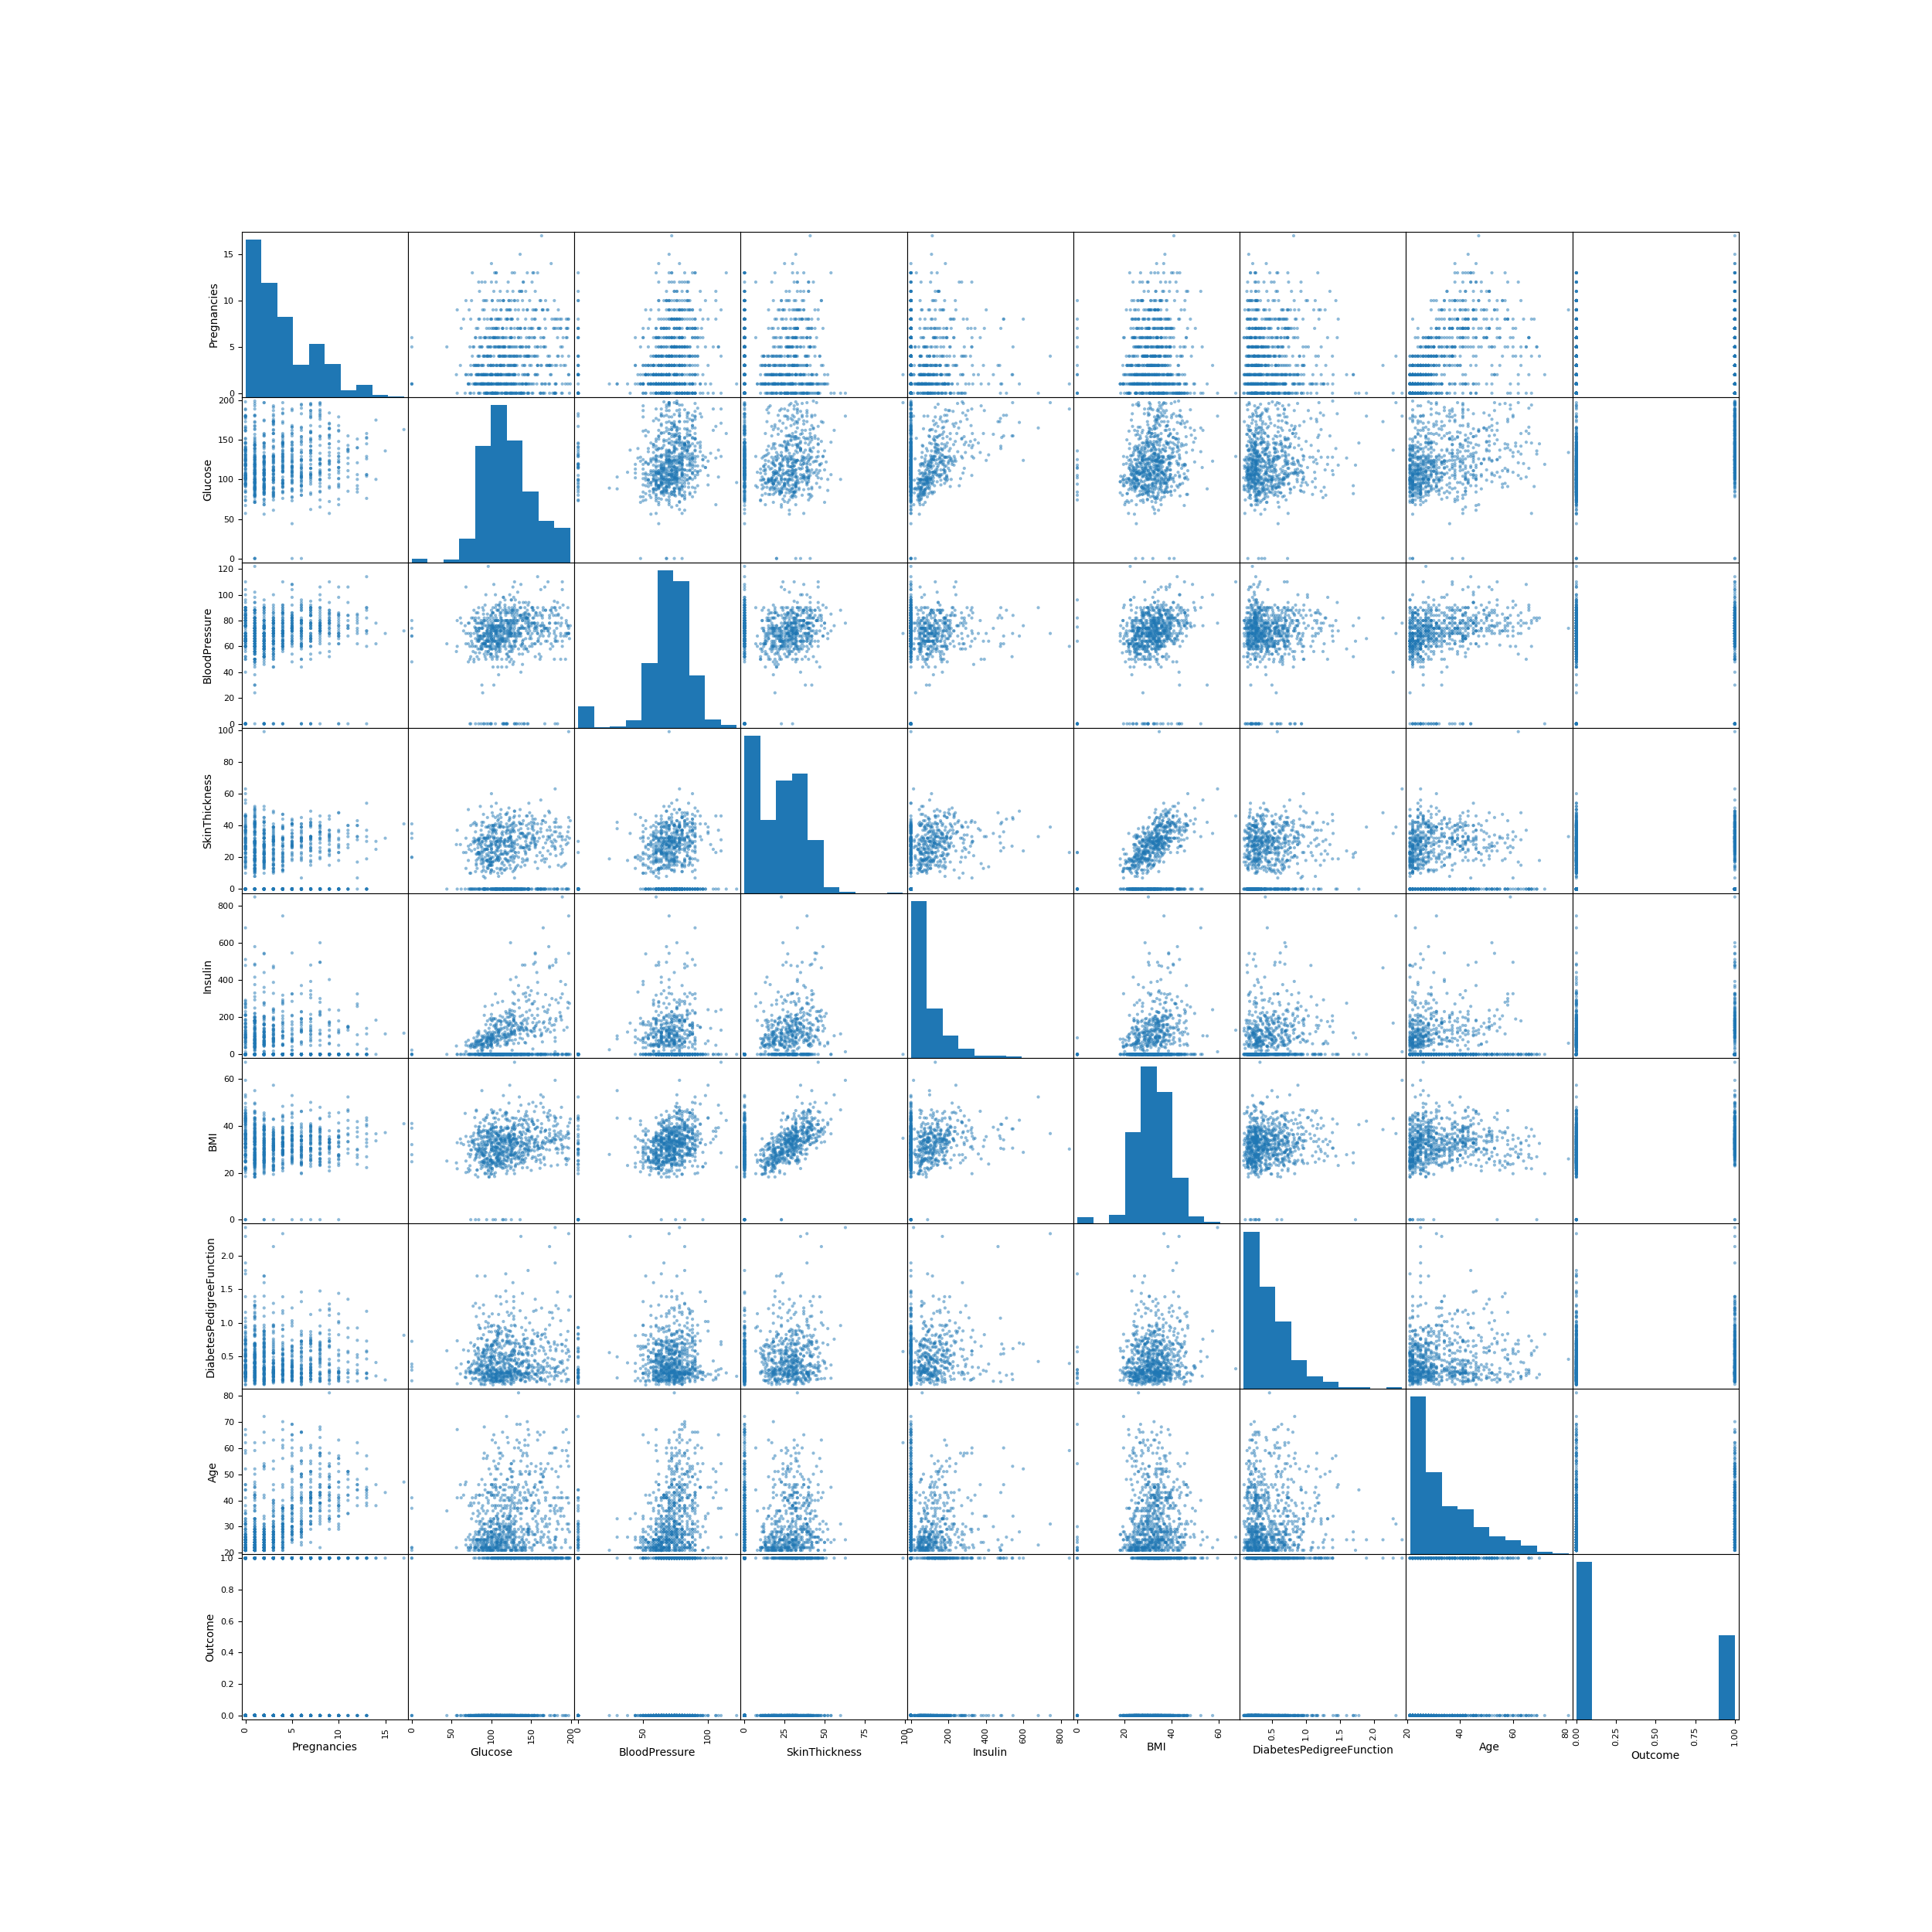 Pregnancies
15
10
5
0
Glucose
200
150
100
50
0
BloodPressure
120
100
80
60
40
20
0
SkinThickness
100
80
60
40
20
0
Insulin
800
600
400
200
0
BMI
60
40
20
0
DiabetesPedigreeFunction
2.0
1.5
1.0
0.5
Age
80
70
60
50
40
30
20
Outcome
1.0
0.8
0.6
0.4
0.2
0.0
0 5 10 15
0 50 100 150 200
50 100
0 25 50 75 100
0 200 400 600 800
0 20 40 60
0.5 1.0 1.5 2.0
20 40 60 80
0.00 0.25 0.50 0.75 1.00
Pregnancies Glucose BloodPressure SkinThickness Insulin BMI DiabetesPedigreeFunction Age Outcome